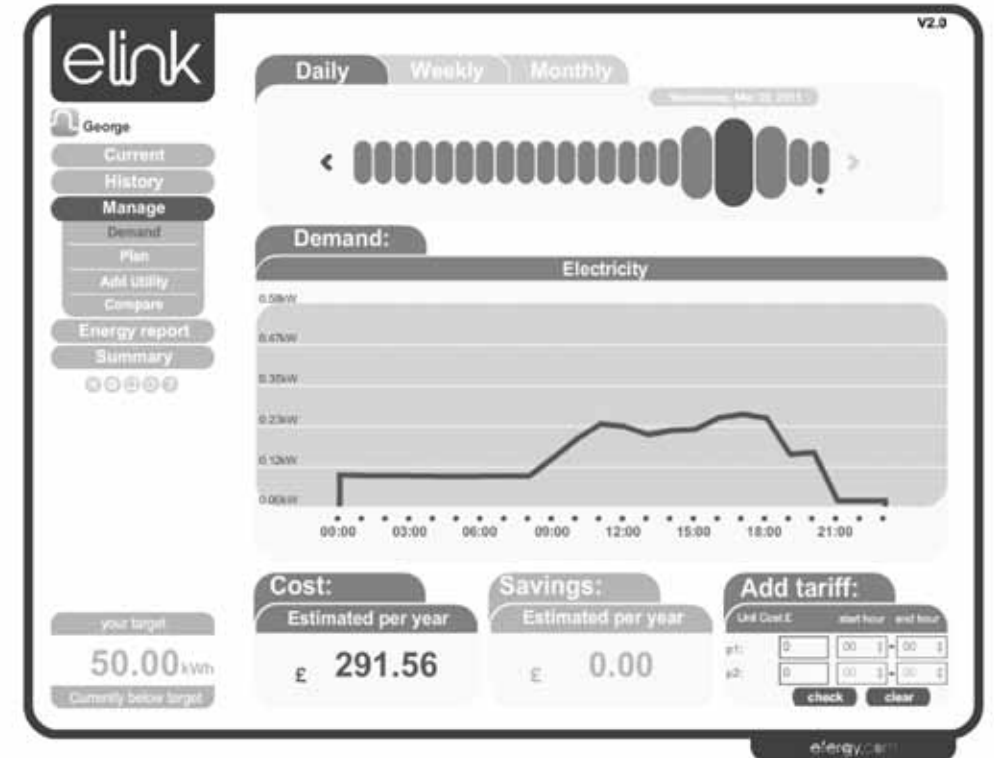 V2.0
elink
George
Current
History
Manage
Demand
Plan
Add Utility
Compare
Energy report
Summary
your target
50.00 kWh
Currently below target
Daily Weekly Monthly
Demand:
Electricity
0.58kW
0.47kW
0.35kW
0.23kW
0.12kW
0.00kW
00:00 03:00 06:00 09:00 12:00 15:00 18:00 21:00
Cost:
Estimated per year
£ 291.56
Savings:
Estimated per year
£ 0.00
Add tariff:
Unit Cost £ start hour end hour
p1: 0 00 - 00
p2: 0 00 - 00
check clear
efergy.com